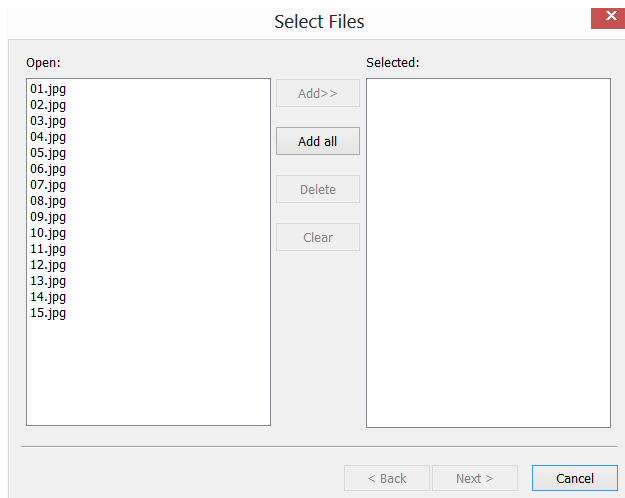 Select Files
Open:
Selected:
01.jpg
02.jpg
03.jpg
04.jpg
05.jpg
06.jpg
07.jpg
08.jpg
09.jpg
10.jpg
11.jpg
12.jpg
13.jpg
14.jpg
15.jpg
Add>>
Add all
Delete
Clear
< Back
Next >
Cancel